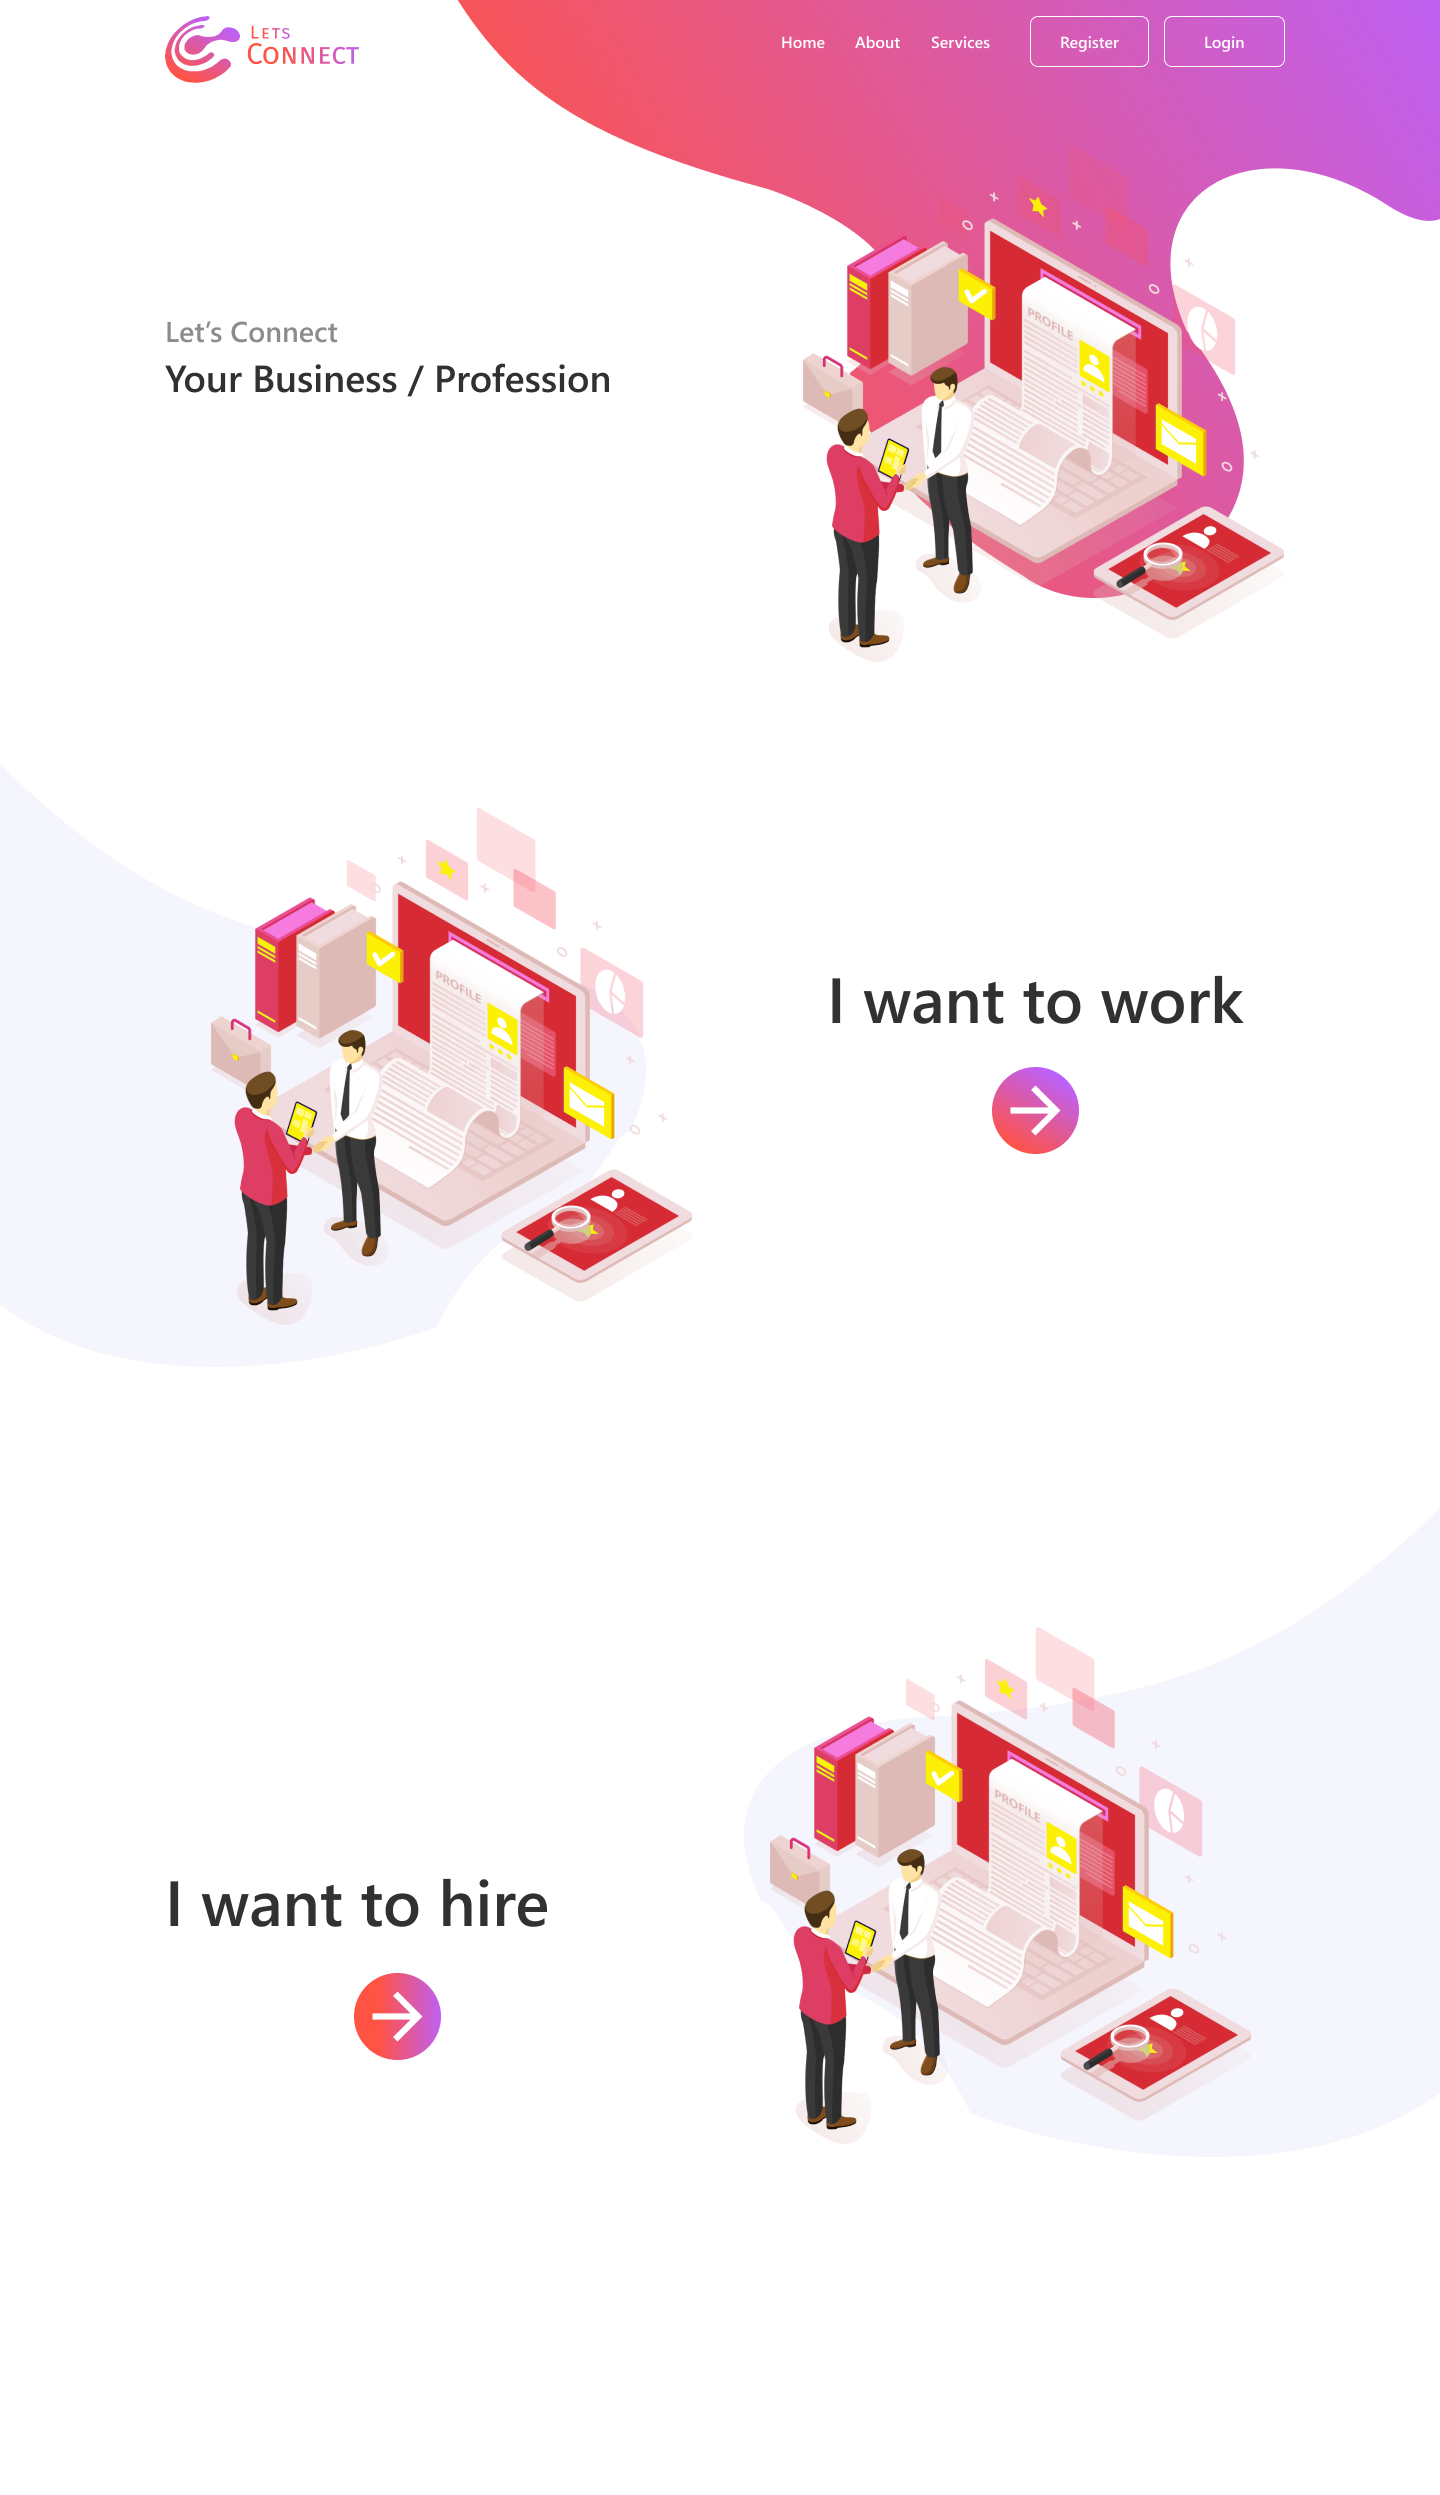 LETS
CONNECT
Home About Services Register Login
Let's Connect
Your Business / Profession
PROFILE
PROFILE
I want to work
PROFILE
I want to hire